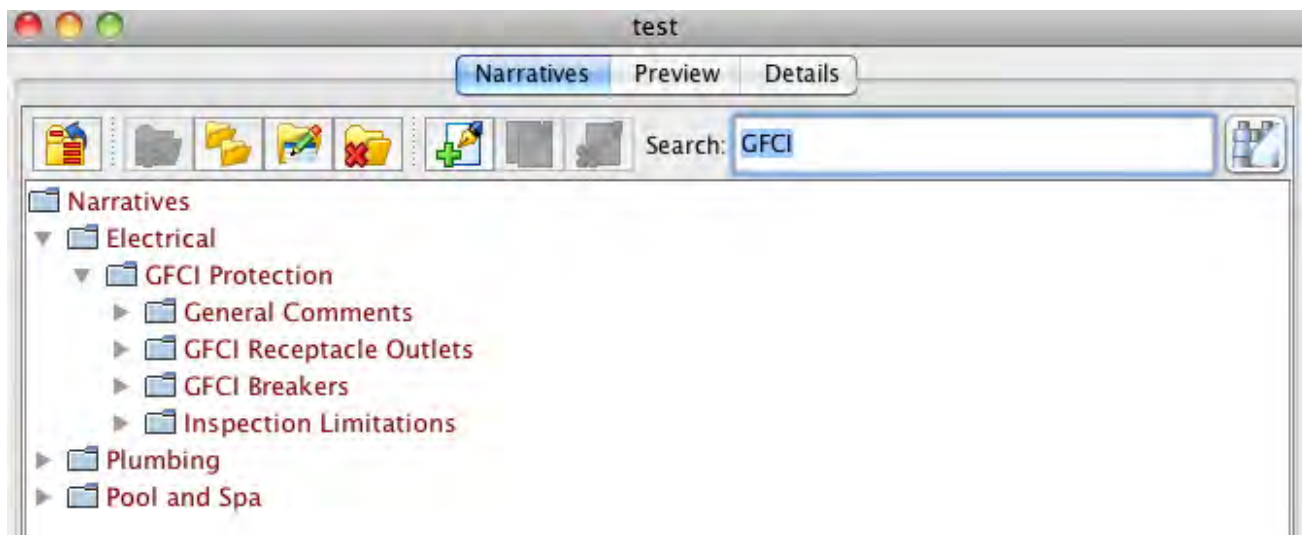 test
Narratives Preview Details
Search: GFCI
Narratives
Electrical
GFCI Protection
General Comments
GFCI Receptacle Outlets
GFCI Breakers
Inspection Limitations
Plumbing
Pool and Spa